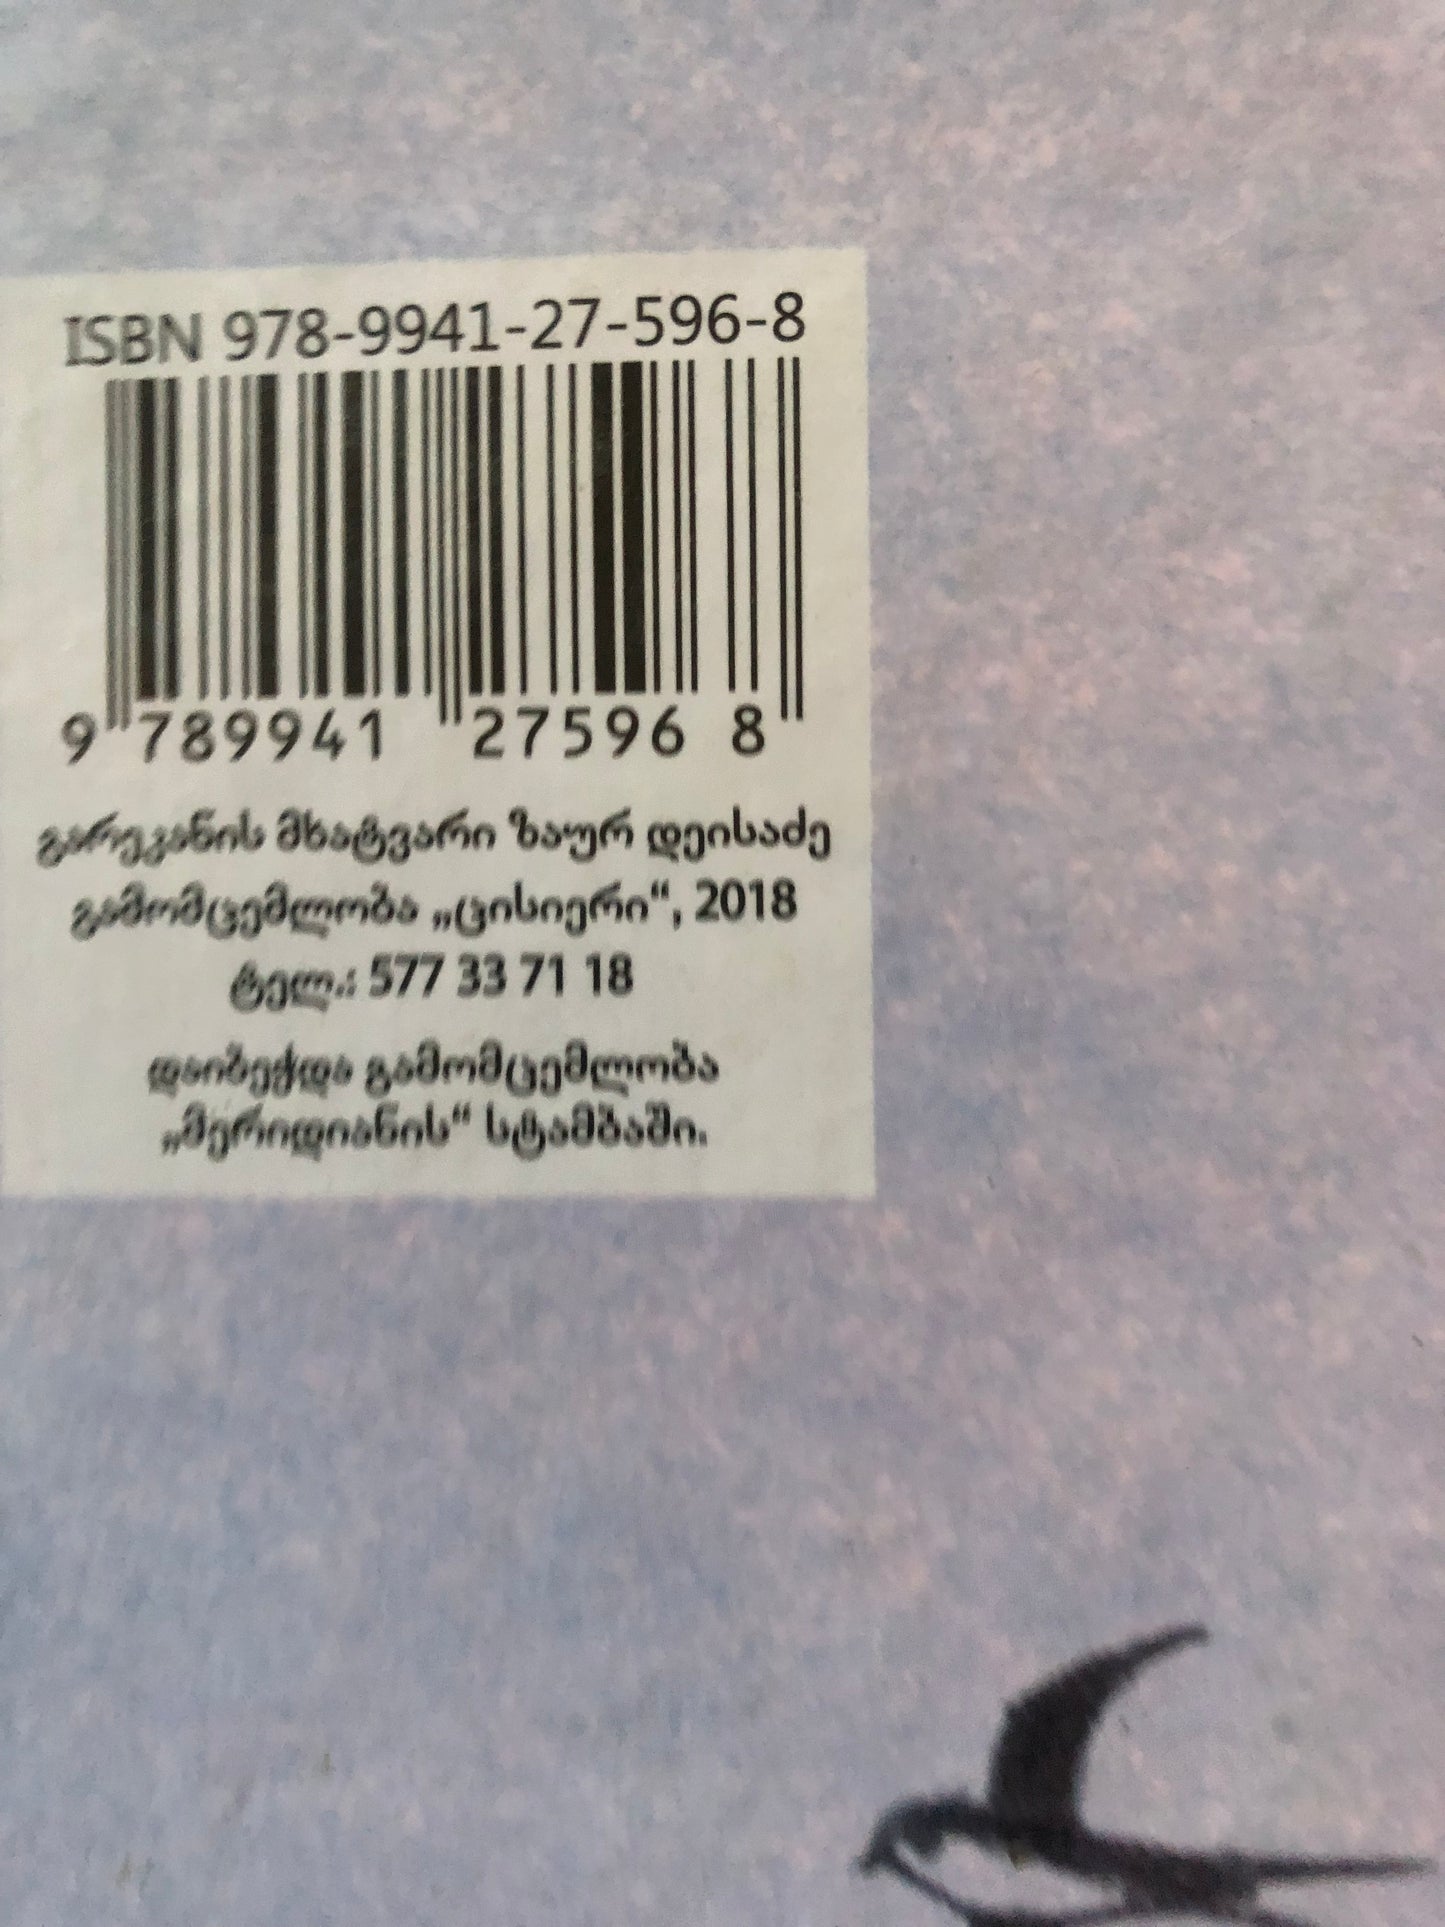 ISBN 978-9941-27-596-8
9 789941 275968
გარეკანის მხატვარი ზაურ დეისაძე
გამომცემლობა „ცისიერი“, 2018
ტელ.: 577 33 71 18
დაიბეჭდა გამომცემლობა
„მერიდიანის“ სტამბაში.